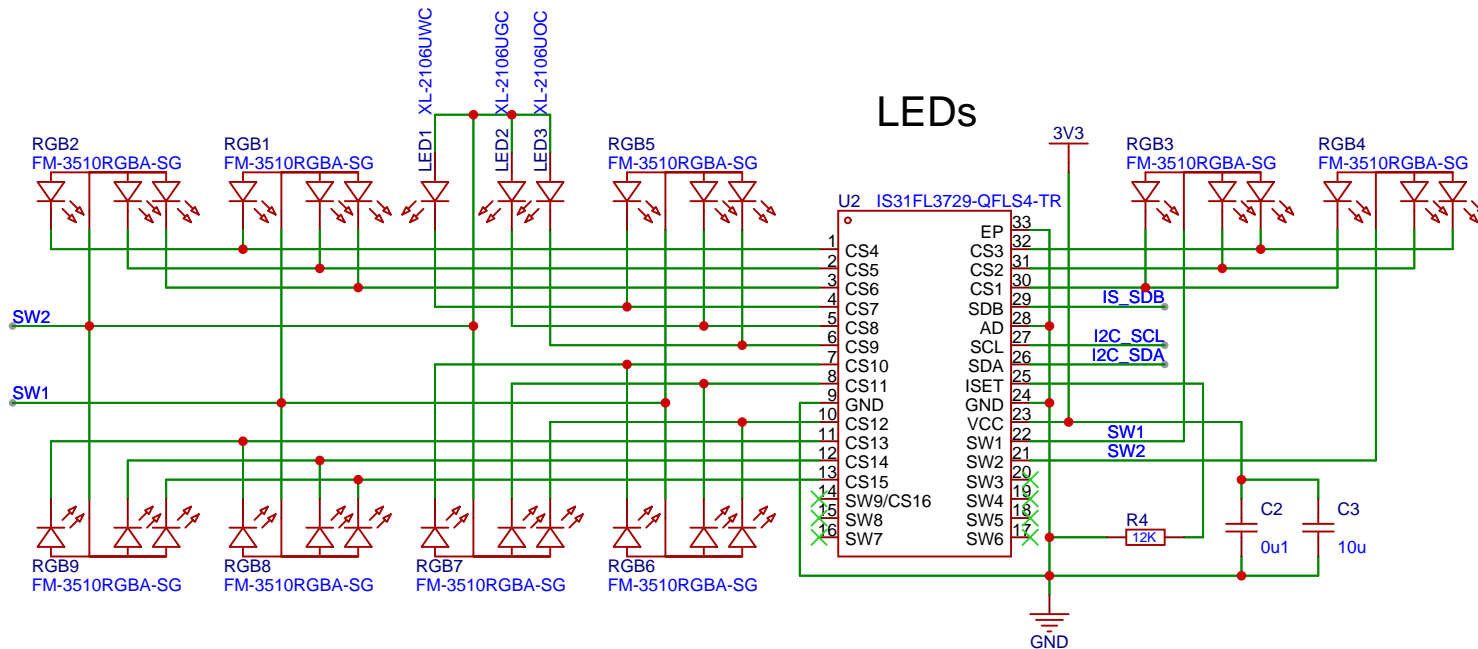 LEDs
XL-2106UWC
XL-2106UGC
XL-2106UOC
LED1
LED2
LED3
RGB2
FM-3510RGBA-SG
RGB1
FM-3510RGBA-SG
RGB5
FM-3510RGBA-SG
3V3
RGB3
FM-3510RGBA-SG
RGB4
FM-3510RGBA-SG
U2 IS31FL3729-QFLS4-TR
1 CS4
2 CS5
3 CS6
4 CS7
5 CS8
6 CS9
7 CS10
8 CS11
9 GND
10 CS12
11 CS13
12 CS14
13 CS15
14 SW9/CS16
15 SW8
16 SW7
EP 33
CS3 32
CS2 31
CS1 30
SDB 29
AD 28
SCL 27
SDA 26
ISET 25
GND 24
VCC 23
SW1 22
SW2 21
SW3 20
SW4 19
SW5 18
SW6 17
IS_SDB
I2C_SCL
I2C_SDA
SW1
SW2
SW2
SW1
R4
12K
C2
0u1
C3
10u
GND
RGB9
FM-3510RGBA-SG
RGB8
FM-3510RGBA-SG
RGB7
FM-3510RGBA-SG
RGB6
FM-3510RGBA-SG